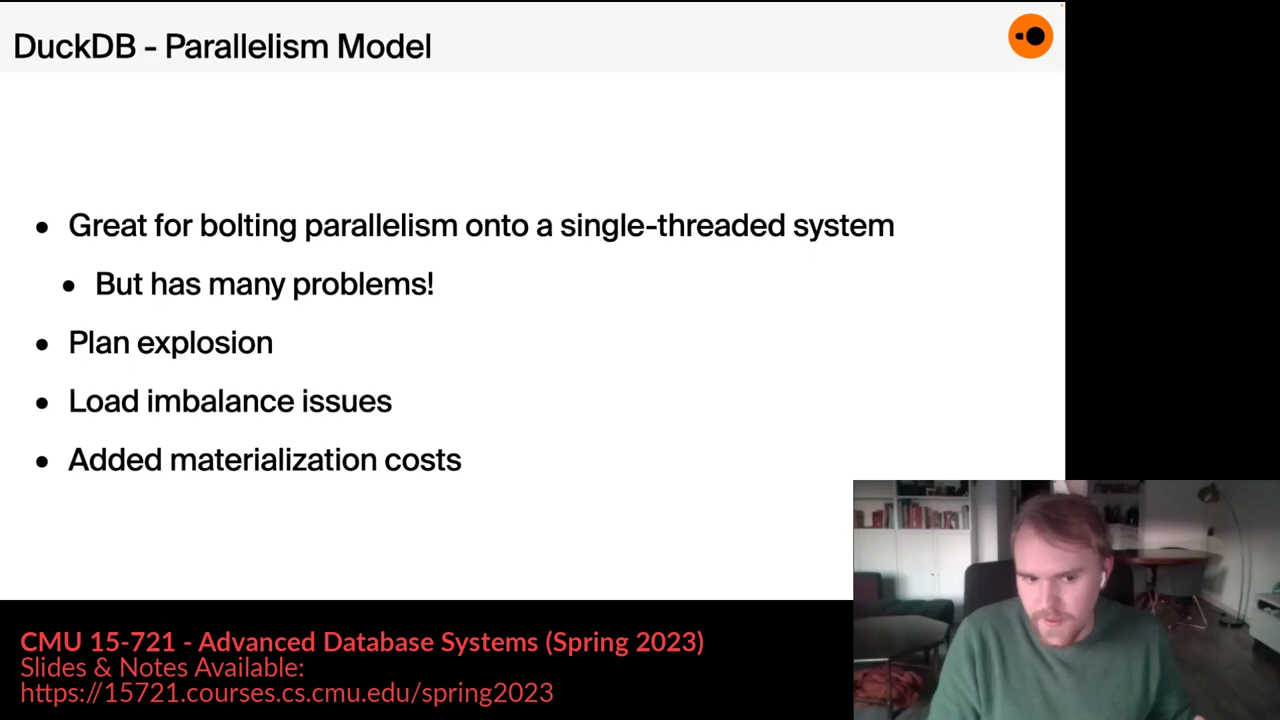 DuckDB - Parallelism Model
• Great for bolting parallelism onto a single-threaded system
• But has many problems!
• Plan explosion
• Load imbalance issues
• Added materialization costs
CMU 15-721 - Advanced Database Systems (Spring 2023)
Slides & Notes Available:
https://15721.courses.cs.cmu.edu/spring2023